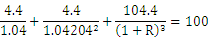 4.4/1.04 + 4.4/1.04204² + 104.4/(1 + R)³ = 100